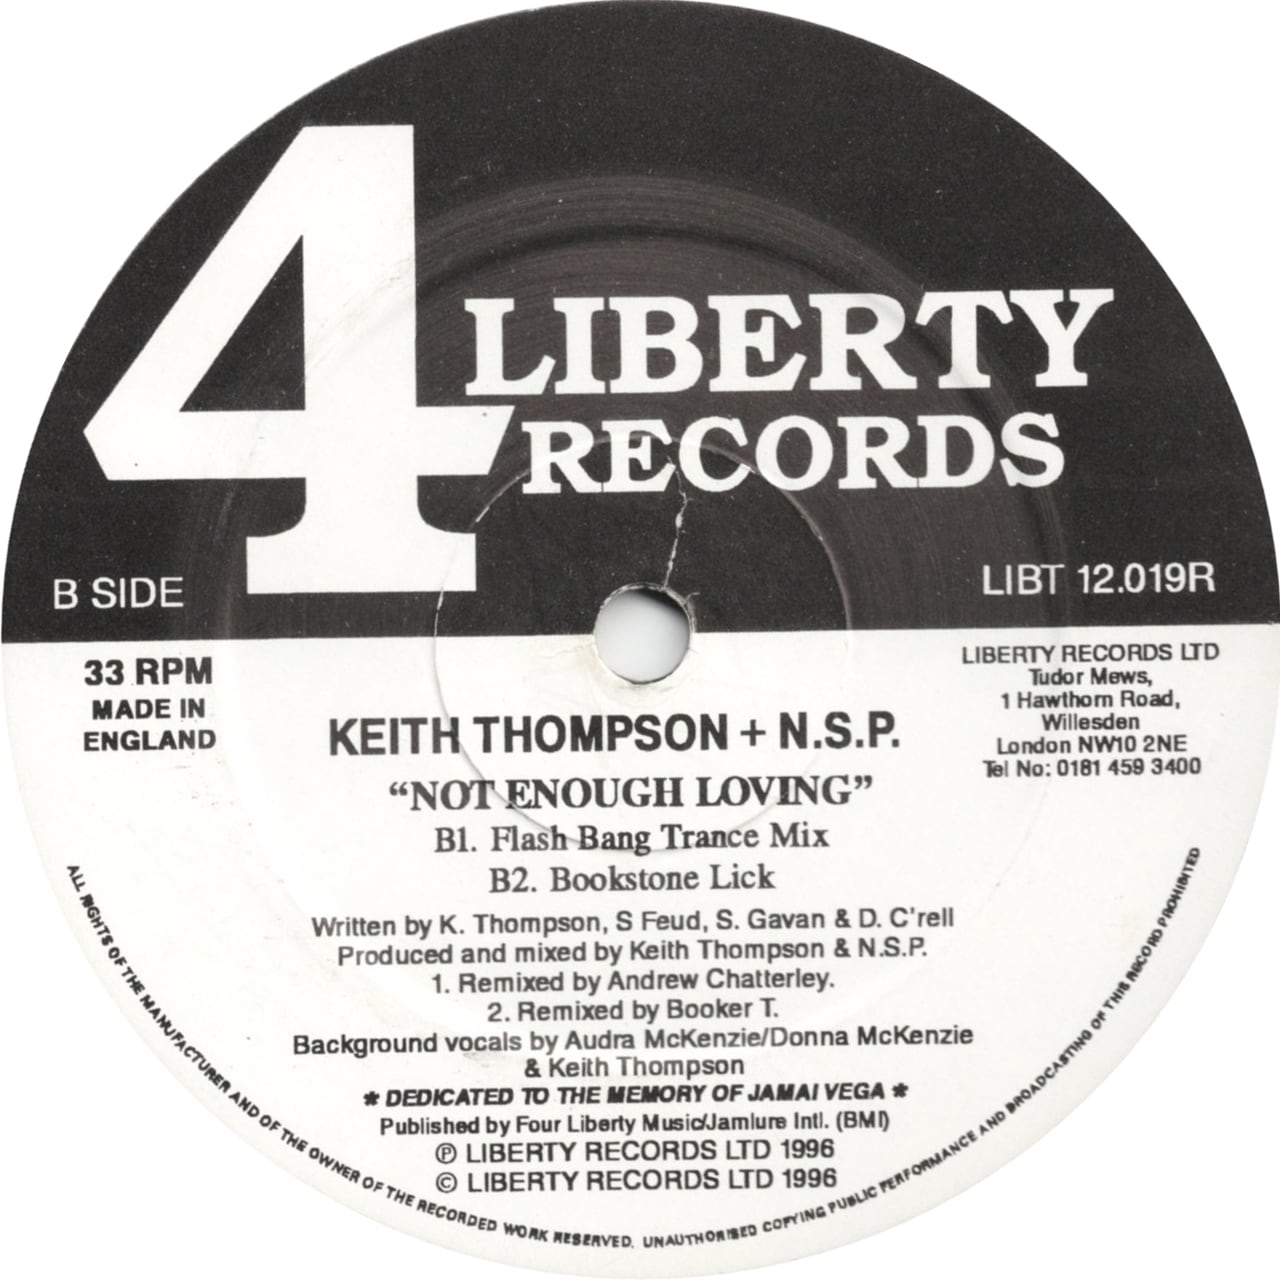 4 LIBERTY
RECORDS
B SIDE
LIBT 12.019R
33 RPM
MADE IN
ENGLAND
LIBERTY RECORDS LTD
Tudor Mews,
1 Hawthorn Road,
Willesden
London NW10 2NE
Tel No: 0181 459 3400
KEITH THOMPSON + N.S.P.
“NOT ENOUGH LOVING”
B1. Flash Bang Trance Mix
B2. Bookstone Lick
Written by K. Thompson, S Feud, S. Gavan & D. C'rell
Produced and mixed by Keith Thompson & N.S.P.
1. Remixed by Andrew Chatterley.
2. Remixed by Booker T.
Background vocals by Audra McKenzie/Donna McKenzie
& Keith Thompson
* DEDICATED TO THE MEMORY OF JAMAI VEGA *
Published by Four Liberty Music/Jamlure Intl. (BMI)
℗ LIBERTY RECORDS LTD 1996
© LIBERTY RECORDS LTD 1996
ALL RIGHTS OF THE MANUFACTURER AND OF THE OWNER OF THE RECORDED WORK RESERVED. UNAUTHORISED COPYING PUBLIC PERFORMANCE AND BROADCASTING OF THIS RECORD PROHIBITED